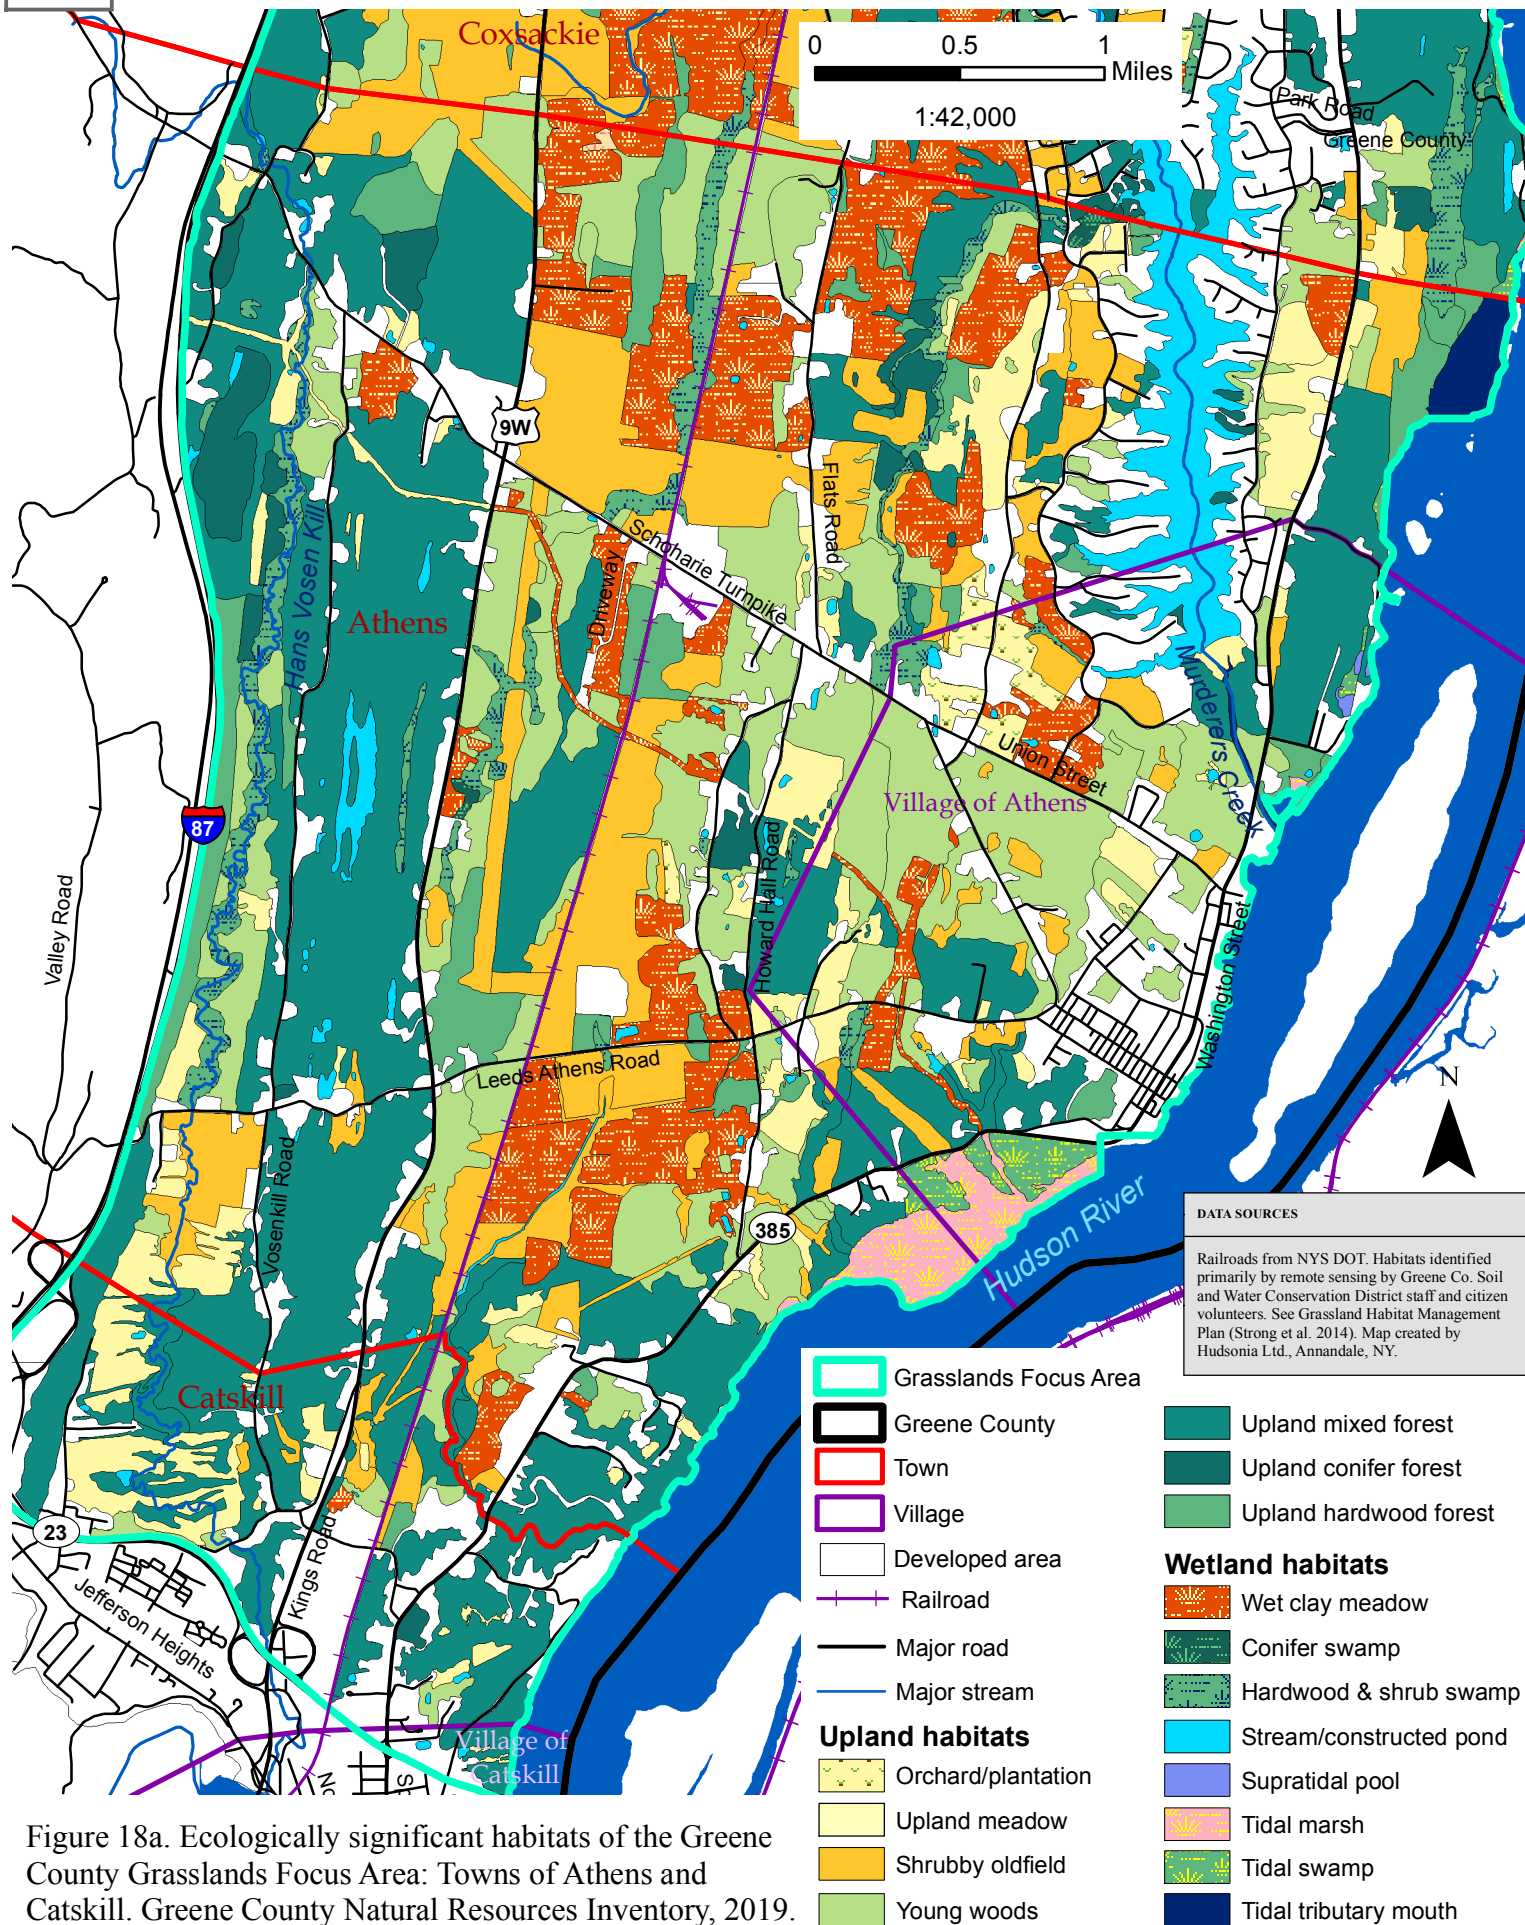 Coxsackie
0 0.5 1
Miles
1:42,000
Park Road
Greene County
9W
Flats Road
Hans Vosen Kill
Schoharie Turnpike
Driveway
Athens
Murderers Creek
Union Street
Village of Athens
87
Howard Hall Road
Valley Road
Washington Street
Leeds Athens Road
N
Vosenkill Road
385
Hudson River
DATA SOURCES
Railroads from NYS DOT. Habitats identified
primarily by remote sensing by Greene Co. Soil
and Water Conservation District staff and citizen
volunteers. See Grassland Habitat Management
Plan (Strong et al. 2014). Map created by
Hudsonia Ltd., Annandale, NY.
Catskill
23
Kings Road
Jefferson Heights
Village of
Catskill
Grasslands Focus Area
Greene County
Town
Village
Developed area
Railroad
Major road
Major stream
Upland habitats
Orchard/plantation
Upland meadow
Shrubby oldfield
Young woods
Upland mixed forest
Upland conifer forest
Upland hardwood forest
Wetland habitats
Wet clay meadow
Conifer swamp
Hardwood & shrub swamp
Stream/constructed pond
Supratidal pool
Tidal marsh
Tidal swamp
Tidal tributary mouth
Figure 18a. Ecologically significant habitats of the Greene
County Grasslands Focus Area: Towns of Athens and
Catskill. Greene County Natural Resources Inventory, 2019.